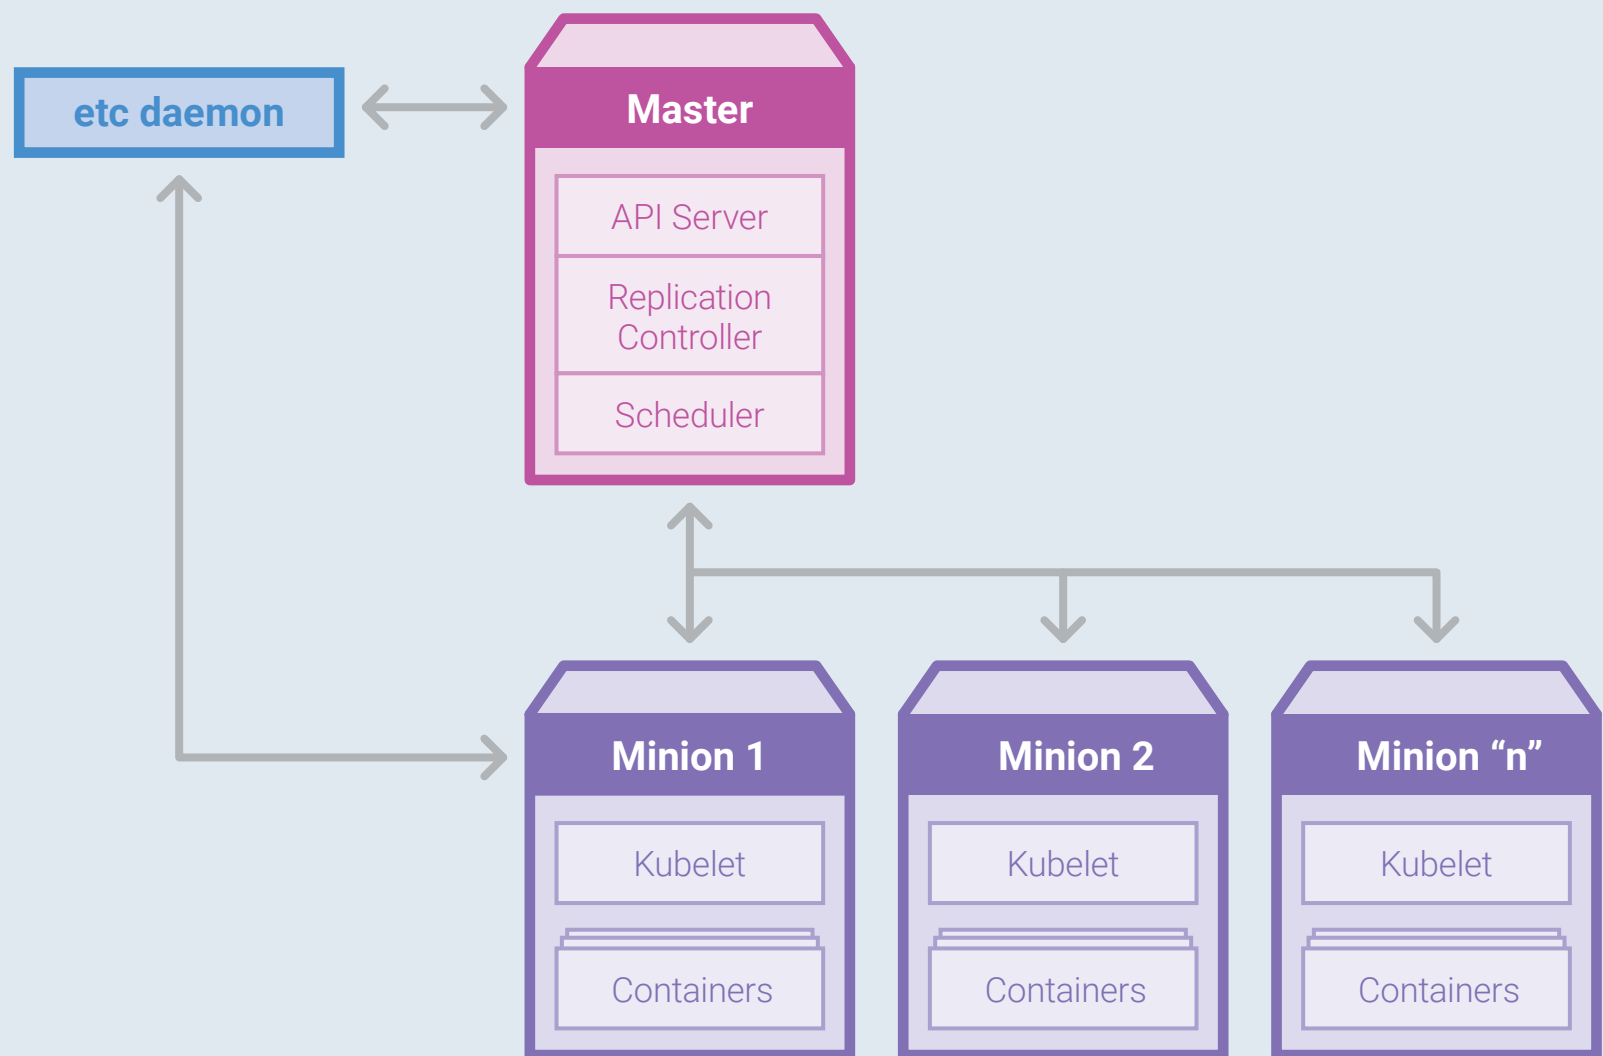 etc daemon
Master
API Server
Replication
Controller
Scheduler
Minion 1
Kubelet
Containers
Minion 2
Kubelet
Containers
Minion “n”
Kubelet
Containers